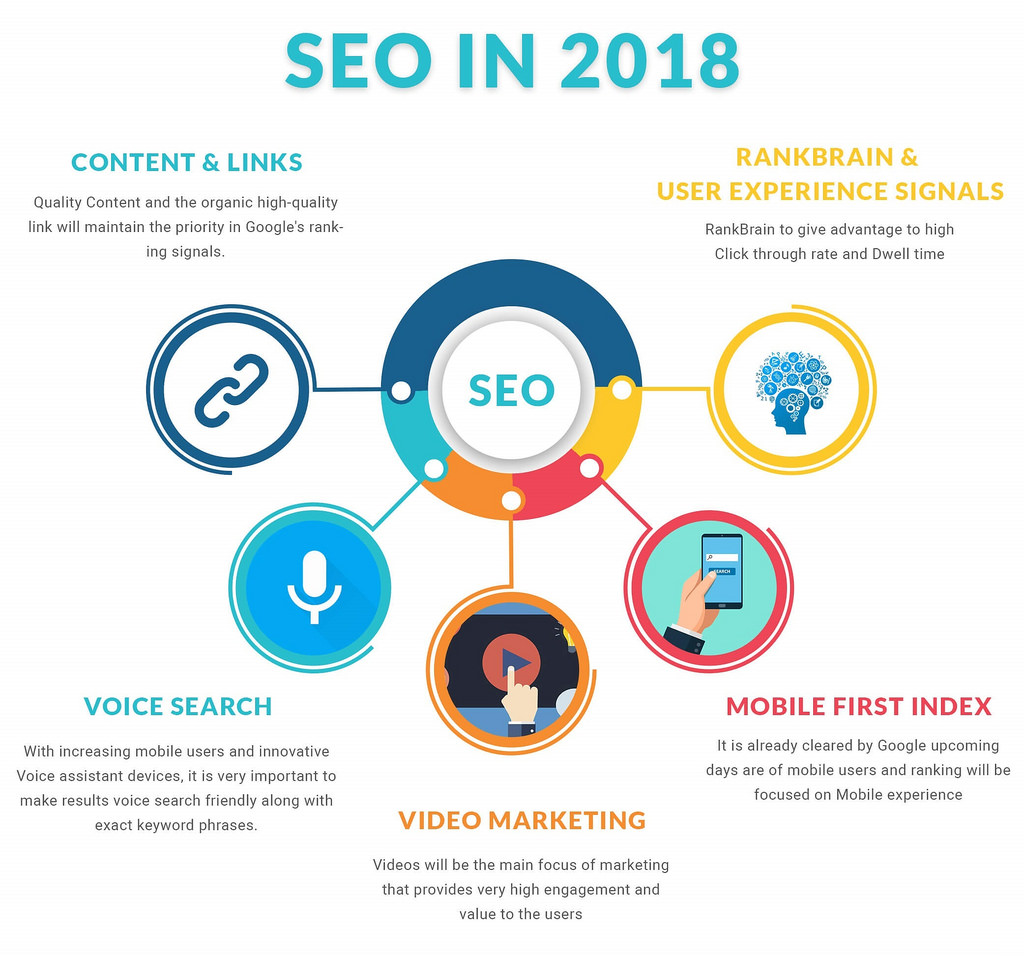 SEO IN 2018
CONTENT & LINKS
Quality Content and the organic high-quality
link will maintain the priority in Google's rank-
ing signals.
RANKBRAIN &
USER EXPERIENCE SIGNALS
RankBrain to give advantage to high
Click through rate and Dwell time
SEO
SEARCH
VOICE SEARCH
With increasing mobile users and innovative
Voice assistant devices, it is very important to
make results voice search friendly along with
exact keyword phrases.
VIDEO MARKETING
Videos will be the main focus of marketing
that provides very high engagement and
value to the users
MOBILE FIRST INDEX
It is already cleared by Google upcoming
days are of mobile users and ranking will be
focused on Mobile experience